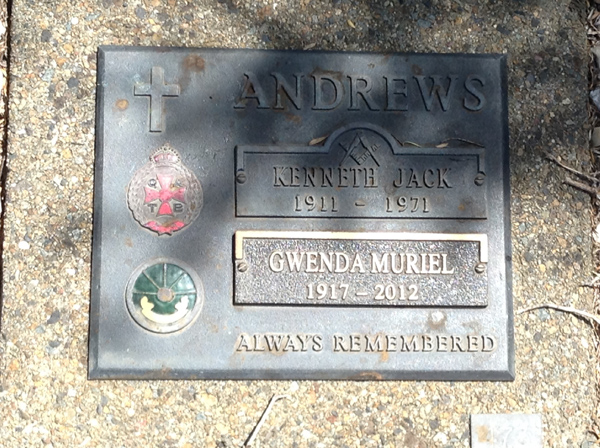 ANDREWS
KENNETH JACK
1911 - 1971
GWENDA MURIEL
1917 - 2012
ALWAYS REMEMBERED
Q A
T B